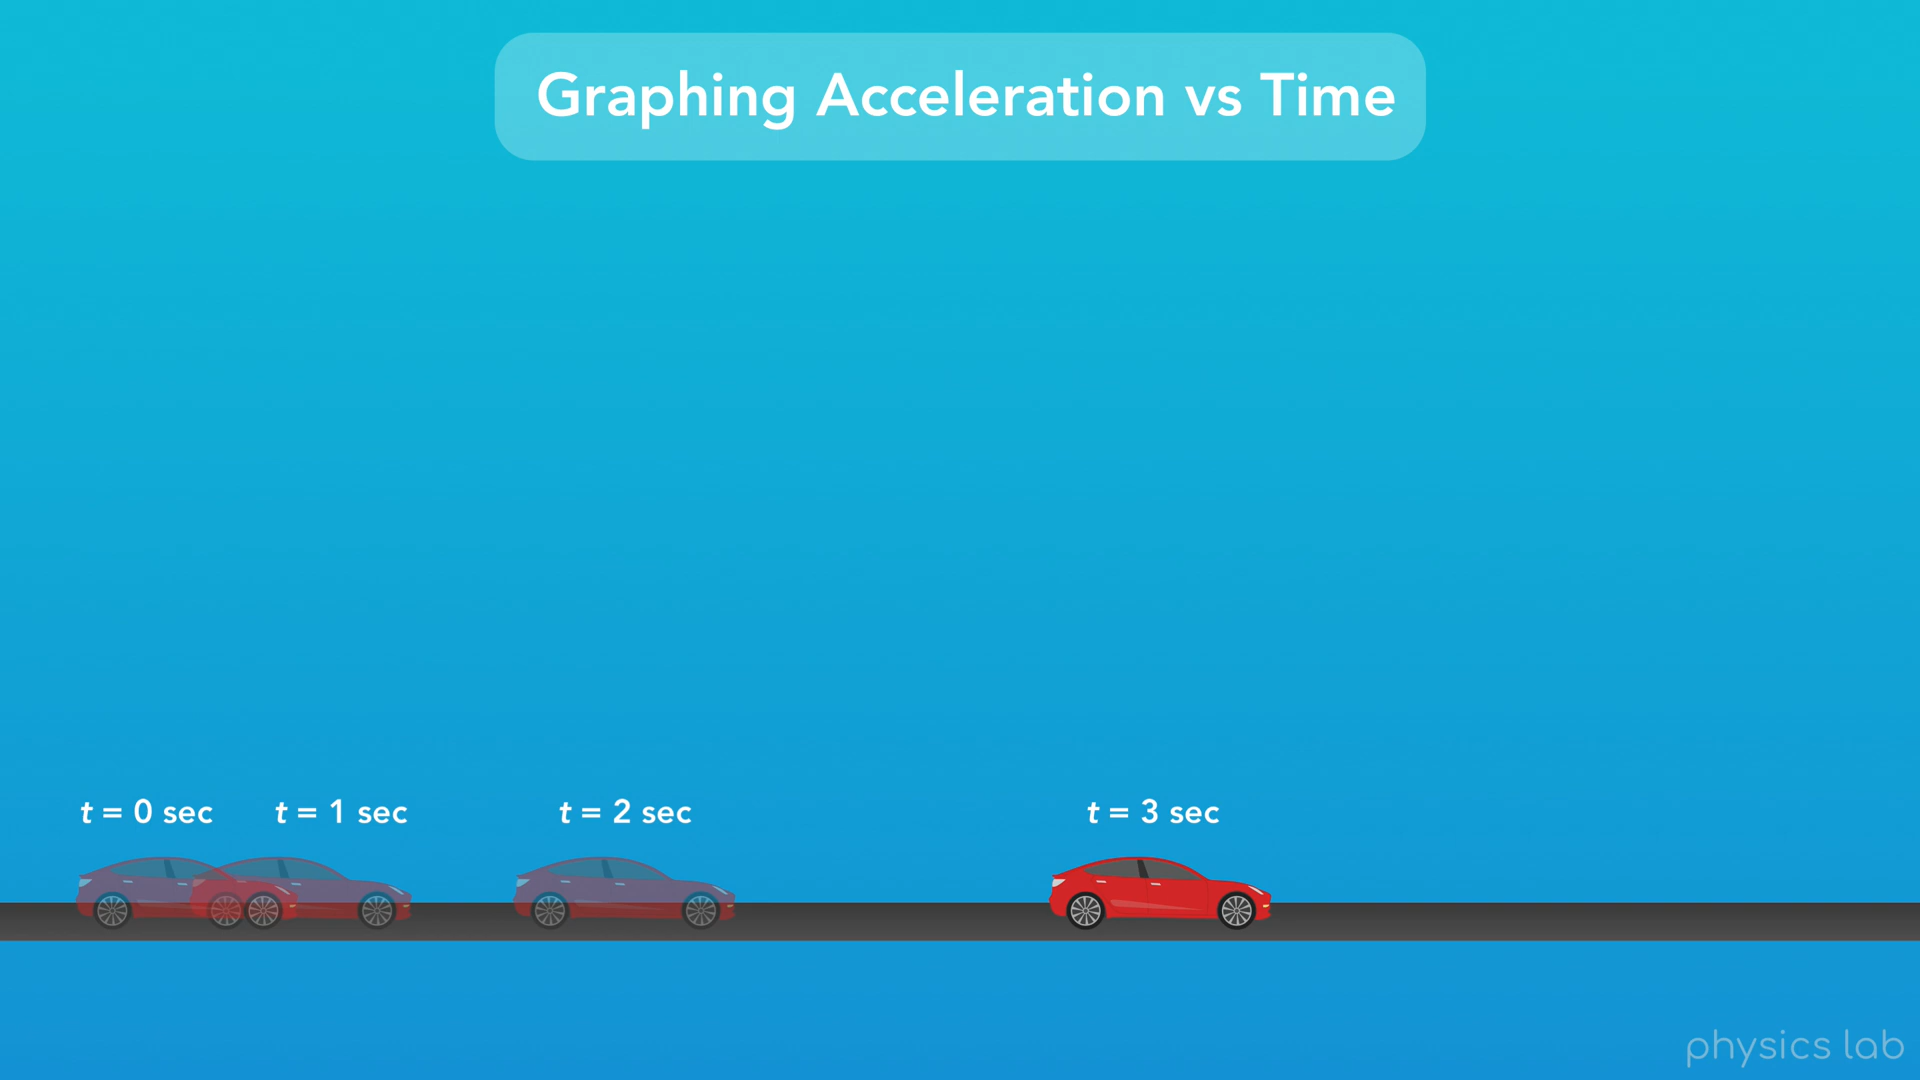 Graphing Acceleration vs Time
t = 0 sec t = 1 sec t = 2 sec t = 3 sec
physics lab